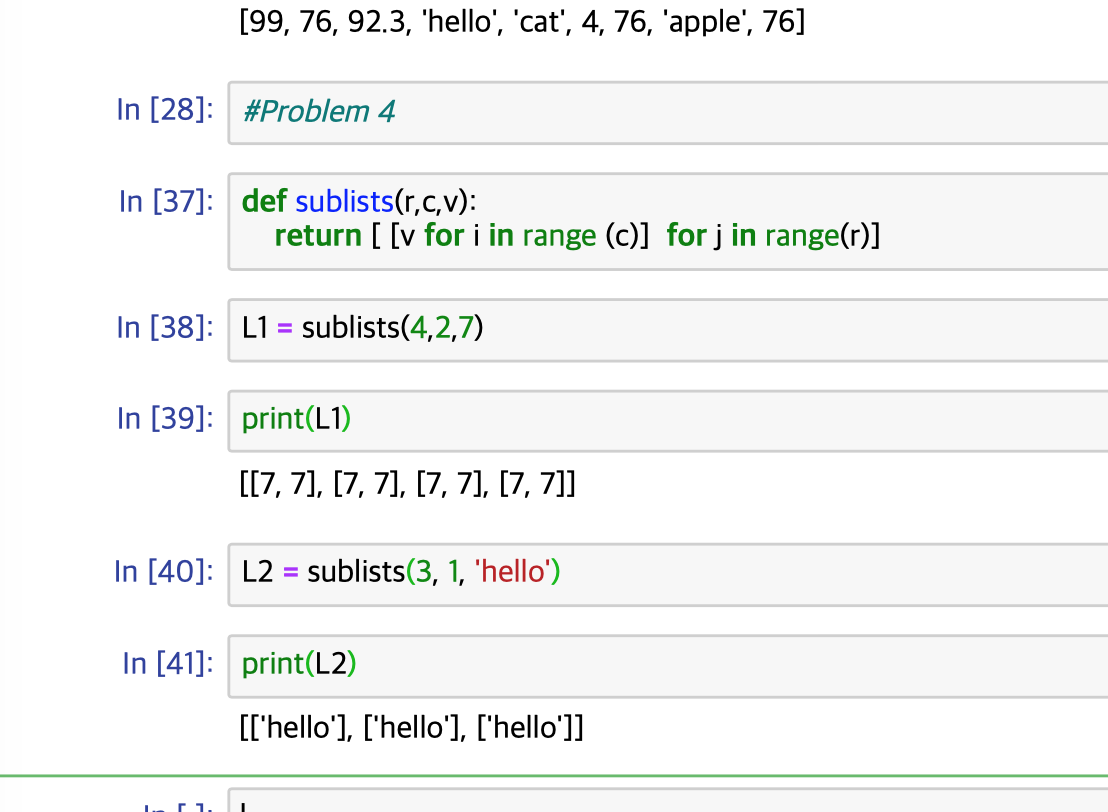 [99, 76, 92.3, 'hello', 'cat', 4, 76, 'apple', 76]
In [28]: #Problem 4
In [37]: def sublists(r,c,v):
    return [ [v for i in range (c)]  for j in range(r)]
In [38]: L1 = sublists(4,2,7)
In [39]: print(L1)
[[7, 7], [7, 7], [7, 7], [7, 7]]
In [40]: L2 = sublists(3, 1, 'hello')
In [41]: print(L2)
[['hello'], ['hello'], ['hello']]
In [ ]: